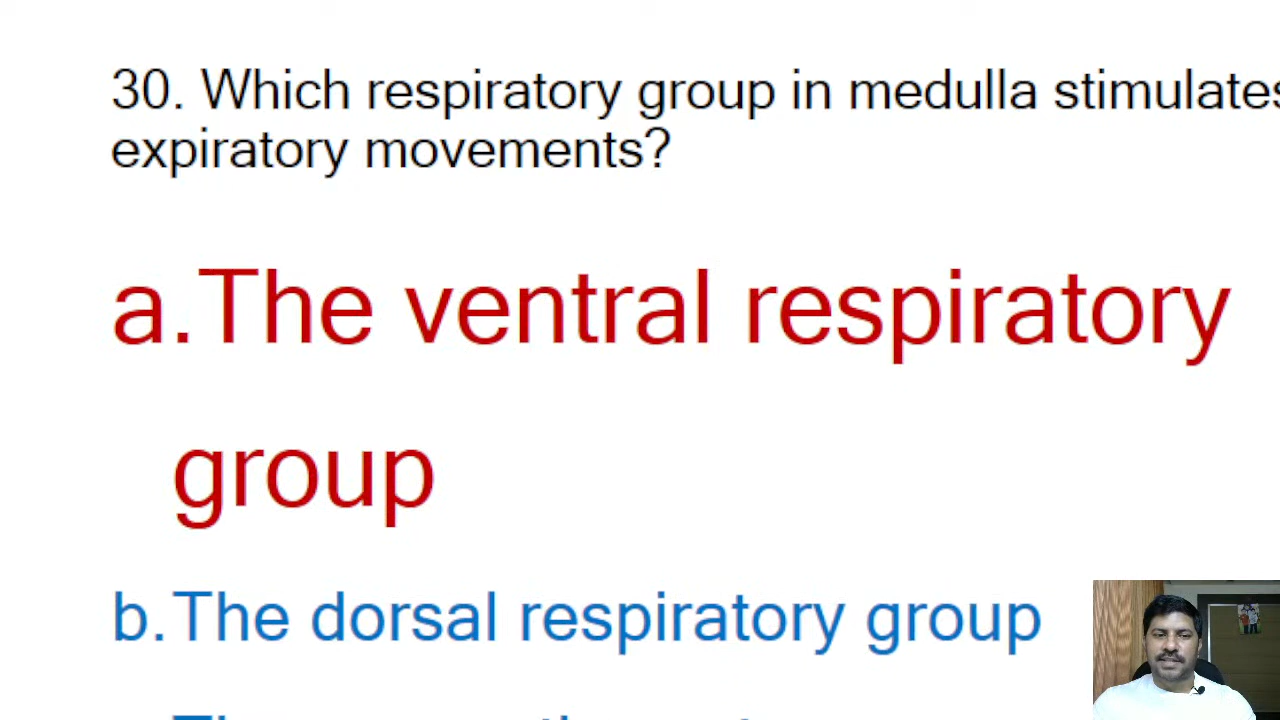 30. Which respiratory group in medulla stimulates
expiratory movements?
a.The ventral respiratory
group
b.The dorsal respiratory group